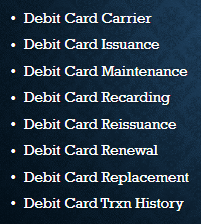 • Debit Card Carrier
• Debit Card Issuance
• Debit Card Maintenance
• Debit Card Recarding
• Debit Card Reissuance
• Debit Card Renewal
• Debit Card Replacement
• Debit Card Trxn History